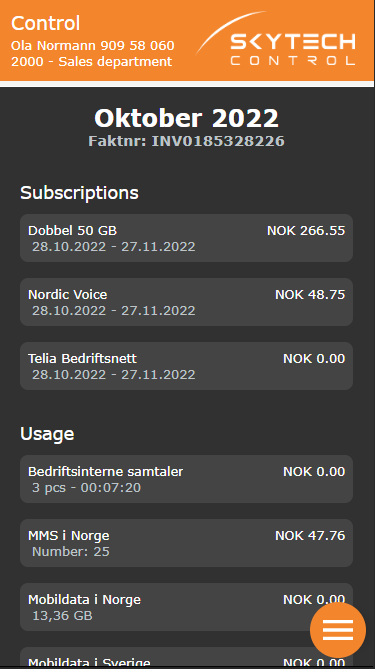 Control
Ola Normann 909 58 060
2000 - Sales department
SKYTECH
CONTROL
Oktober 2022
Faktnr: INV0185328226
Subscriptions
Dobbel 50 GB NOK 266.55
28.10.2022 - 27.11.2022
Nordic Voice NOK 48.75
28.10.2022 - 27.11.2022
Telia Bedriftsnett NOK 0.00
28.10.2022 - 27.11.2022
Usage
Bedriftsinterne samtaler NOK 0.00
3 pcs - 00:07:20
MMS i Norge NOK 47.76
Number: 25
Mobildata i Norge NOK 0.00
13,36 GB
Mobildata i Sverige NOK 0.00